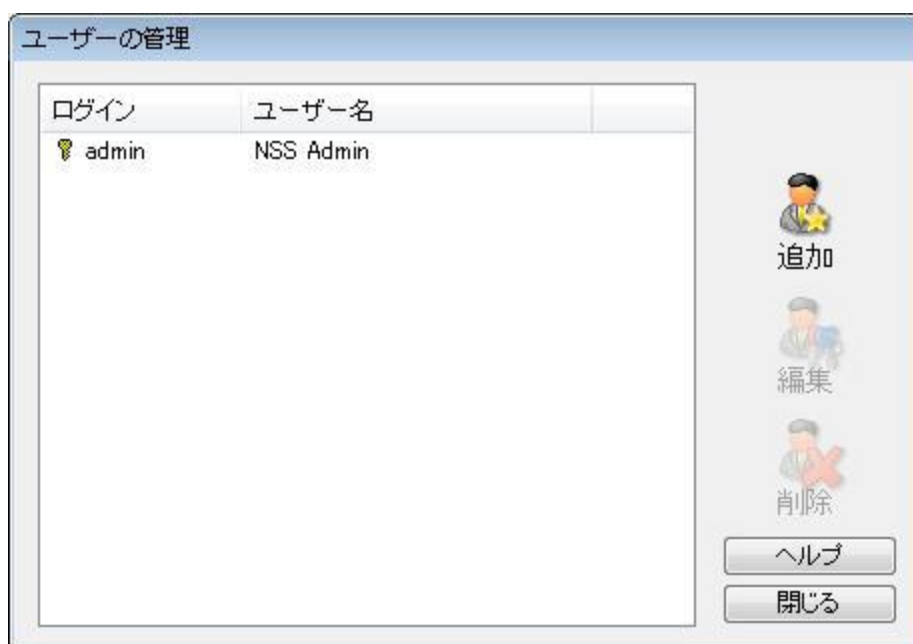 ユーザーの管理
ログイン ユーザー名
admin NSS Admin
追加
編集
削除
ヘルプ
閉じる